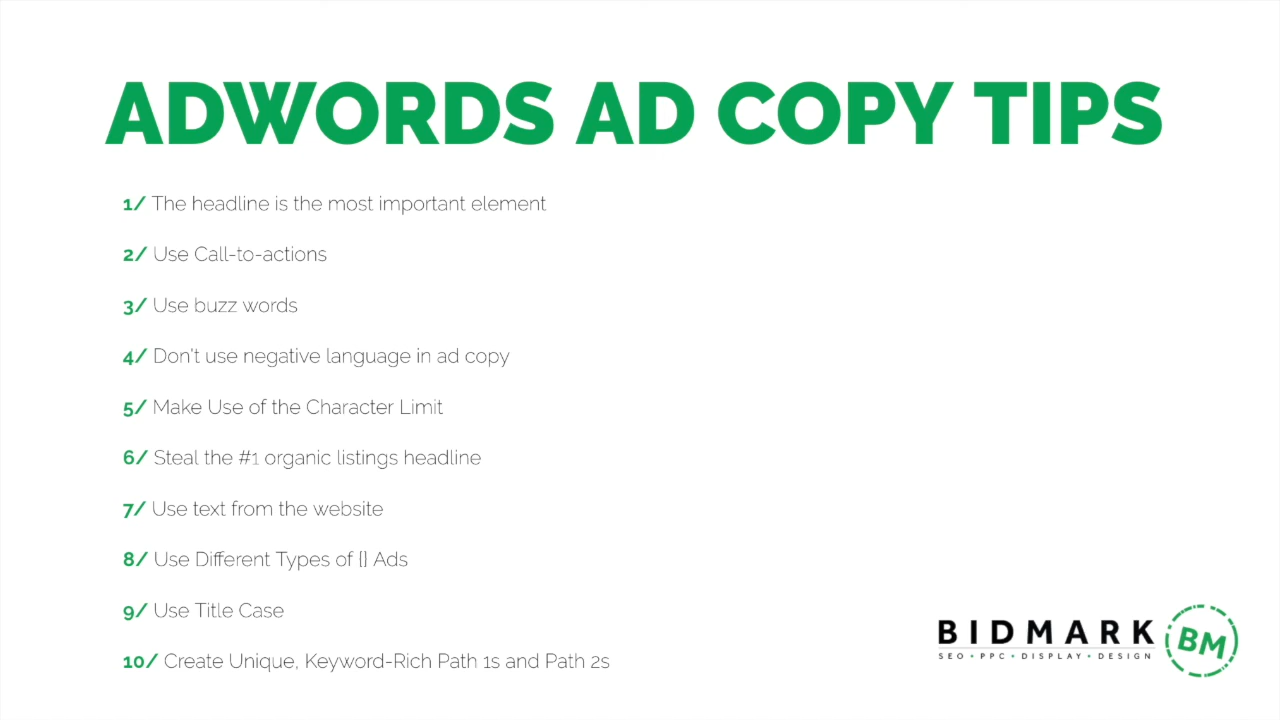 ADWORDS AD COPY TIPS
1/ The headline is the most important element
2/ Use Call-to-actions
3/ Use buzz words
4/ Don't use negative language in ad copy
5/ Make Use of the Character Limit
6/ Steal the #1 organic listings headline
7/ Use text from the website
8/ Use Different Types of {} Ads
9/ Use Title Case
10/ Create Unique, Keyword-Rich Path 1s and Path 2s
BIDMARK
SEO • PPC • DISPLAY • DESIGN
BM